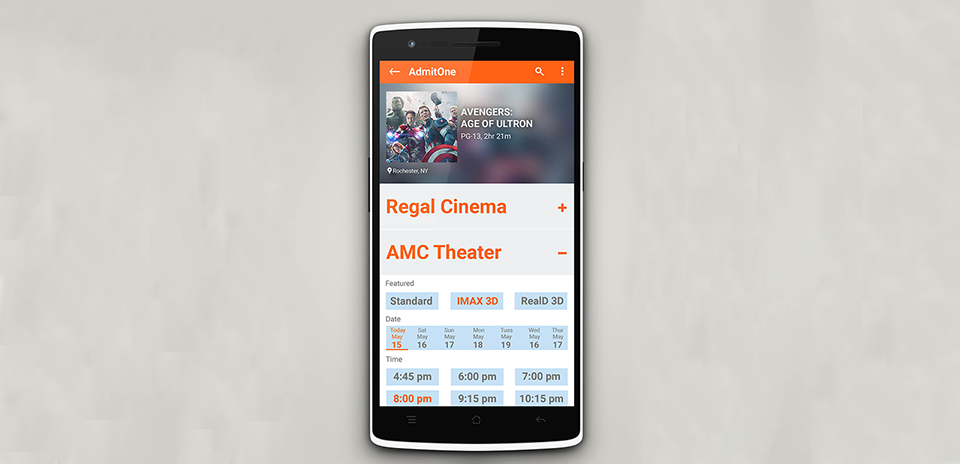 AdmitOne
AVENGERS:
AGE OF ULTRON
PG-13, 2hr 21m
Rochester, NY
Regal Cinema +
AMC Theater −
Featured
Standard IMAX 3D RealD 3D
Date
Today Sat Sun Mon Tues Wed Thur
May May May May May May May
15 16 17 18 19 16 17
Time
4:45 pm 6:00 pm 7:00 pm
8:00 pm 9:15 pm 10:15 pm